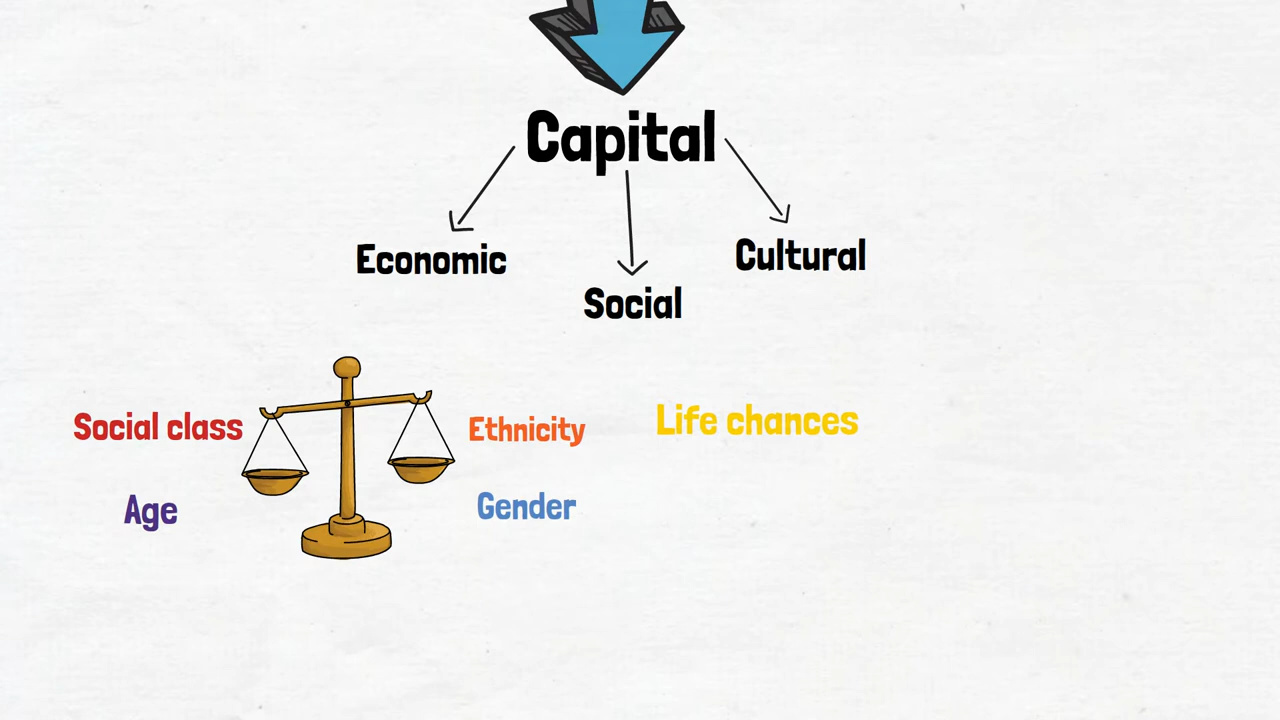 Capital
Economic
Cultural
Social
Social class
Ethnicity
Life chances
Age
Gender